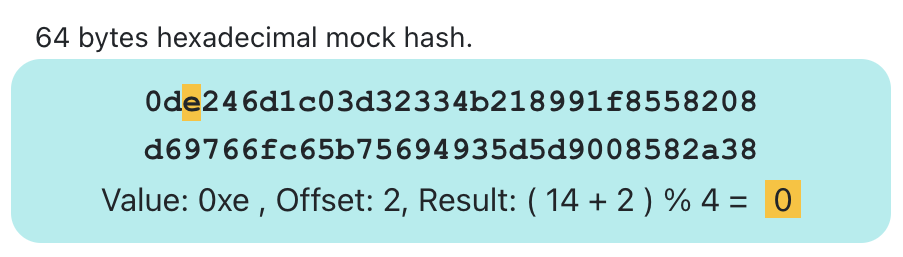 64 bytes hexadecimal mock hash.
0de246d1c03d32334b218991f8558208
d69766fc65b75694935d5d9008582a38
Value: 0xe , Offset: 2, Result: ( 14 + 2 ) % 4 = 0